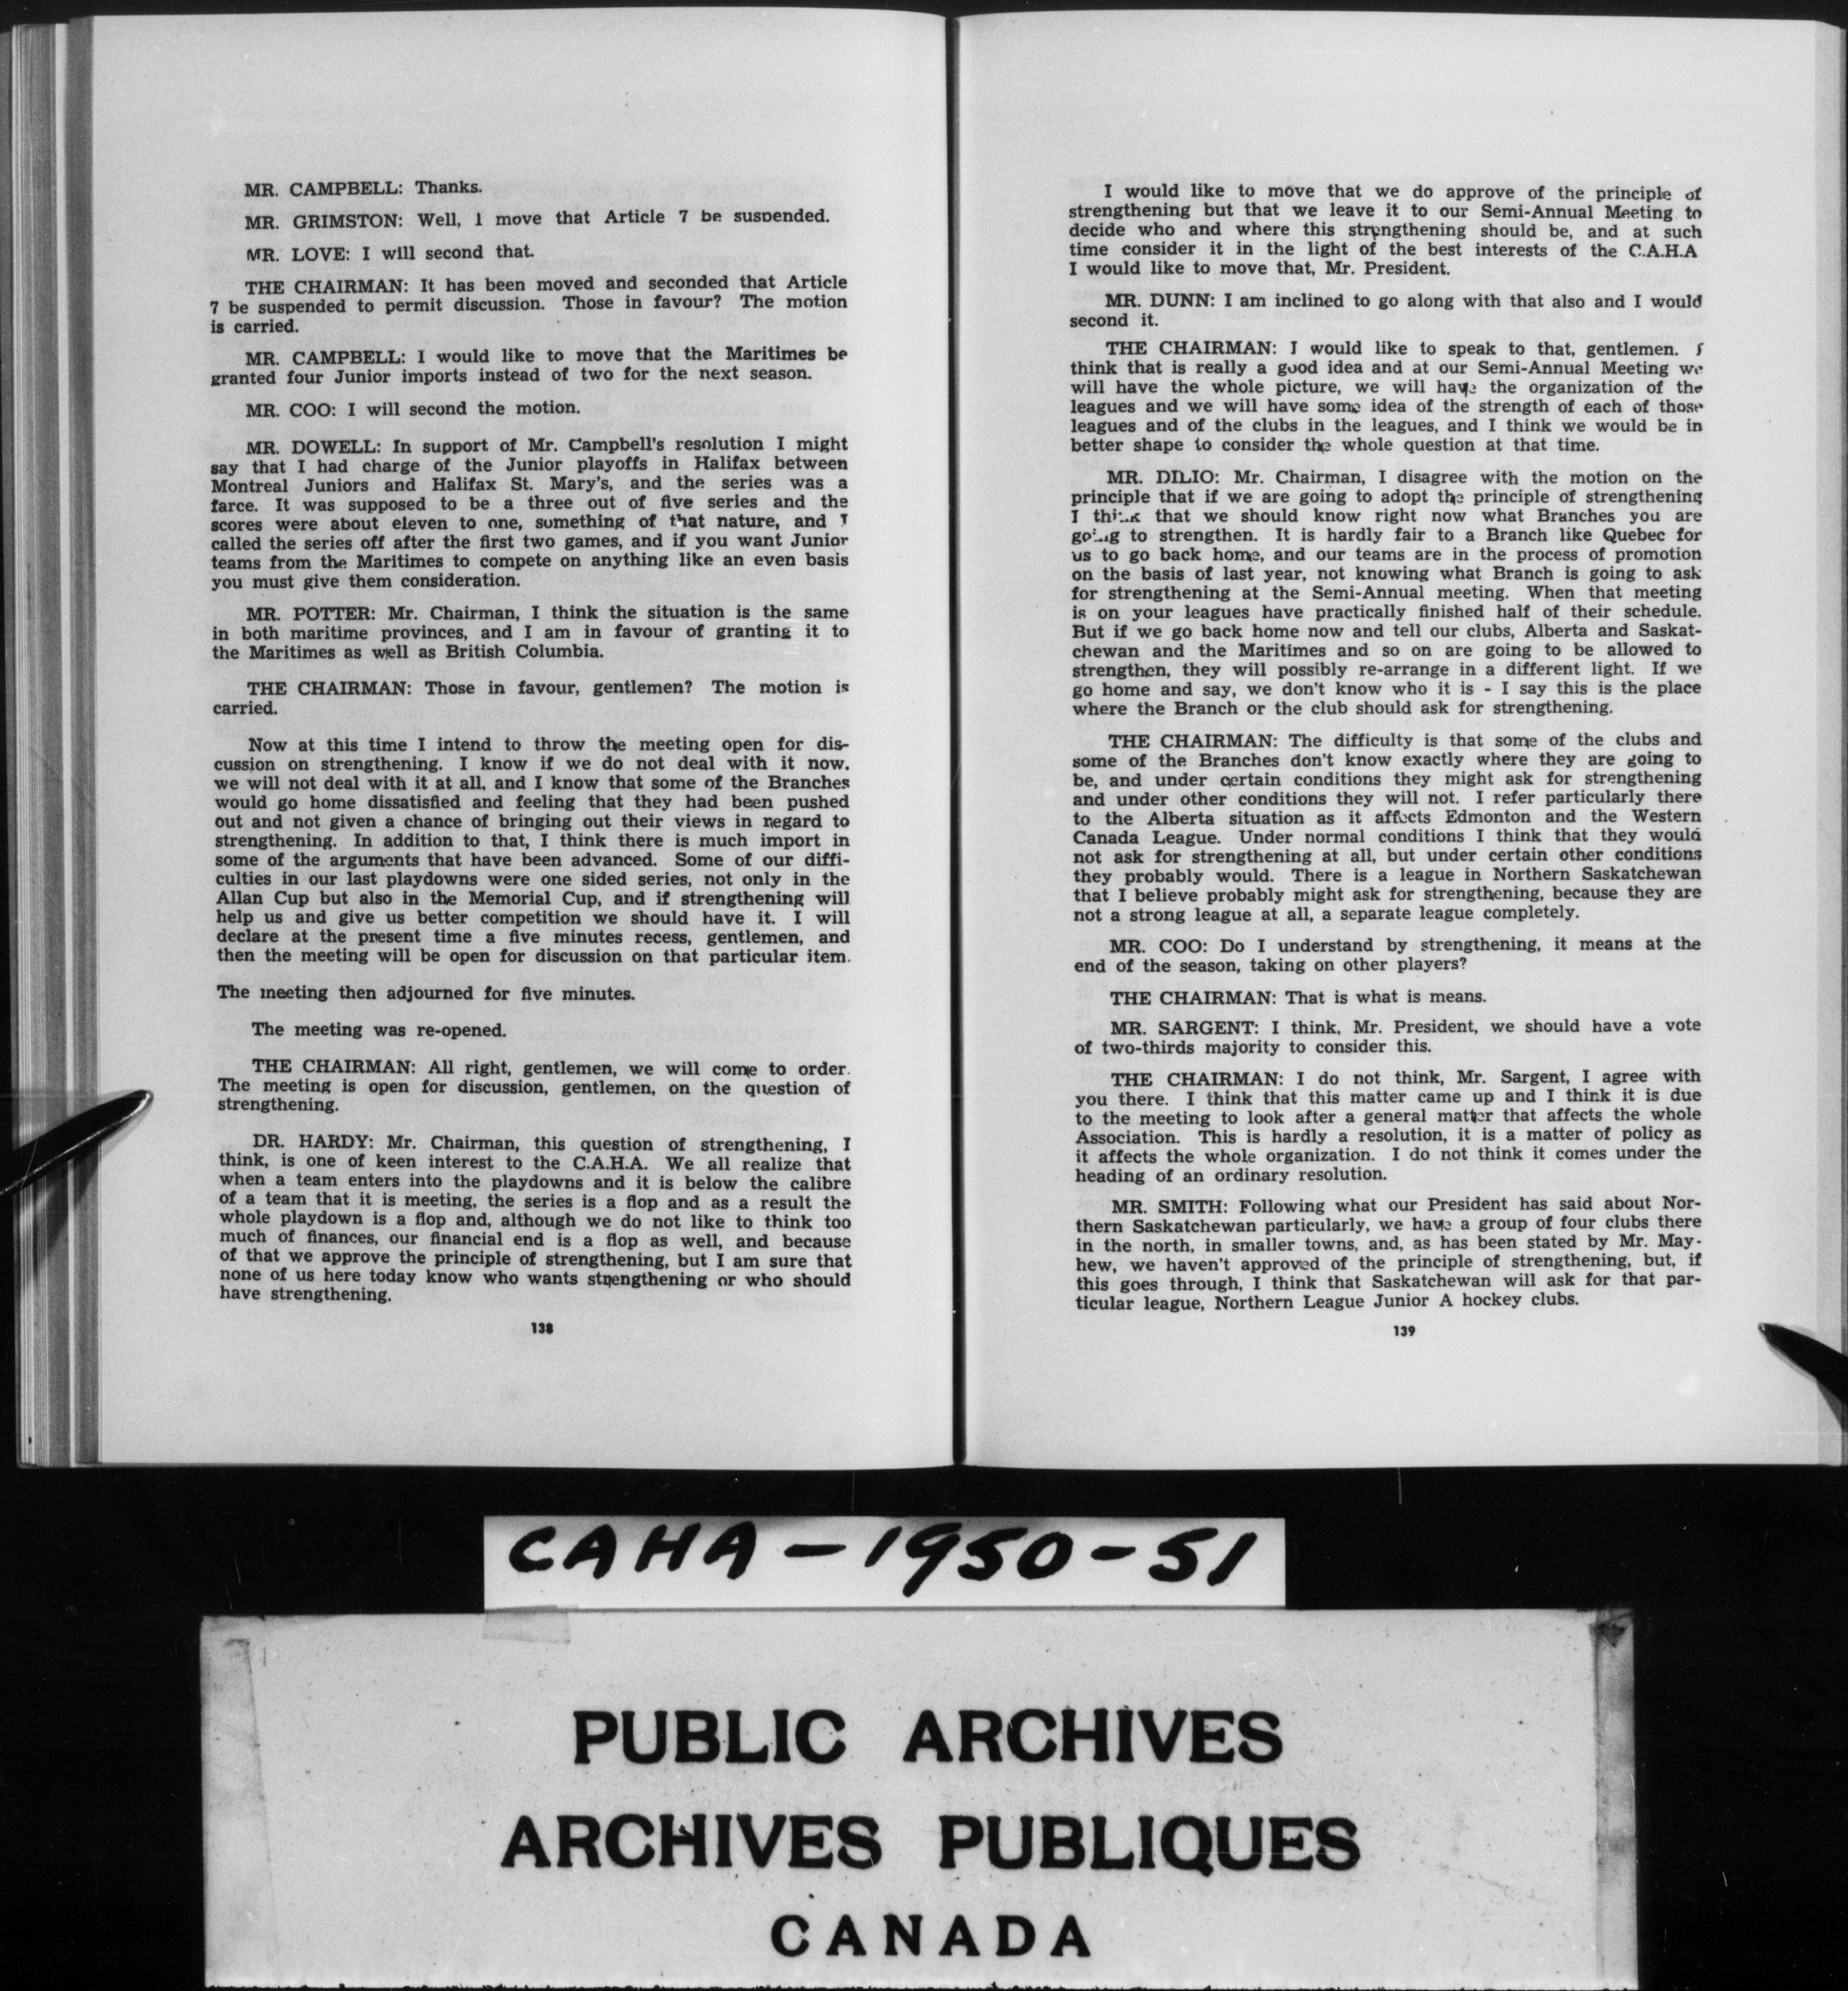 MR. CAMPBELL: Thanks.
MR. GRIMSTON: Well, I move that Article 7 be suspended.
MR. LOVE: I will second that.
THE CHAIRMAN: It has been moved and seconded that Article
7 be suspended to permit discussion. Those in favour? The motion
is carried.
MR. CAMPBELL: I would like to move that the Maritimes be
granted four Junior imports instead of two for the next season.
MR. COO: I will second the motion.
MR. DOWELL: In support of Mr. Campbell's resolution I might
say that I had charge of the Junior playoffs in Halifax between
Montreal Juniors and Halifax St. Mary's, and the series was a
farce. It was supposed to be a three out of five series and the
scores were about eleven to one, something of that nature, and I
called the series off after the first two games, and if you want Junior
teams from the Maritimes to compete on anything like an even basis
you must give them consideration.
MR. POTTER: Mr. Chairman, I think the situation is the same
in both maritime provinces, and I am in favour of granting it to
the Maritimes as well as British Columbia.
THE CHAIRMAN: Those in favour, gentlemen? The motion is
carried.
Now at this time I intend to throw the meeting open for dis-
cussion on strengthening. I know if we do not deal with it now,
we will not deal with it at all, and I know that some of the Branches
would go home dissatisfied and feeling that they had been pushed
out and not given a chance of bringing out their views in regard to
strengthening. In addition to that, I think there is much import in
some of the arguments that have been advanced. Some of our diffi-
culties in our last playdowns were one sided series, not only in the
Allan Cup but also in the Memorial Cup, and if strengthening will
help us and give us better competition we should have it. I will
declare at the present time a five minutes recess, gentlemen, and
then the meeting will be open for discussion on that particular item.
The meeting then adjourned for five minutes.
The meeting was re-opened.
THE CHAIRMAN: All right, gentlemen, we will come to order.
The meeting is open for discussion, gentlemen, on the question of
strengthening.
DR. HARDY: Mr. Chairman, this question of strengthening, I
think, is one of keen interest to the C.A.H.A. We all realize that
when a team enters into the playdowns and it is below the calibre
of a team that it is meeting, the series is a flop and as a result the
whole playdown is a flop and, although we do not like to think too
much of finances, our financial end is a flop as well, and because
of that we approve the principle of strengthening, but I am sure that
none of us here today know who wants strengthening or who should
have strengthening.
138
I would like to move that we do approve of the principle of
strengthening but that we leave it to our Semi-Annual Meeting to
decide who and where this strengthening should be, and at such
time consider it in the light of the best interests of the C.A.H.A
I would like to move that, Mr. President.
MR. DUNN: I am inclined to go along with that also and I would
second it.
THE CHAIRMAN: I would like to speak to that, gentlemen. I
think that is really a good idea and at our Semi-Annual Meeting we
will have the whole picture, we will have the organization of the
leagues and we will have some idea of the strength of each of those
leagues and of the clubs in the leagues, and I think we would be in
better shape to consider the whole question at that time.
MR. DILIO: Mr. Chairman, I disagree with the motion on the
principle that if we are going to adopt the principle of strengthening
I think that we should know right now what Branches you are
going to strengthen. It is hardly fair to a Branch like Quebec for
us to go back home, and our teams are in the process of promotion
on the basis of last year, not knowing what Branch is going to ask
for strengthening at the Semi-Annual meeting. When that meeting
is on your leagues have practically finished half of their schedule.
But if we go back home now and tell our clubs, Alberta and Saskat-
chewan and the Maritimes and so on are going to be allowed to
strengthen, they will possibly re-arrange in a different light. If we
go home and say, we don't know who it is - I say this is the place
where the Branch or the club should ask for strengthening.
THE CHAIRMAN: The difficulty is that some of the clubs and
some of the Branches don't know exactly where they are going to
be, and under certain conditions they might ask for strengthening
and under other conditions they will not. I refer particularly there
to the Alberta situation as it affects Edmonton and the Western
Canada League. Under normal conditions I think that they would
not ask for strengthening at all, but under certain other conditions
they probably would. There is a league in Northern Saskatchewan
that I believe probably might ask for strengthening, because they are
not a strong league at all, a separate league completely.
MR. COO: Do I understand by strengthening, it means at the
end of the season, taking on other players?
THE CHAIRMAN: That is what is means.
MR. SARGENT: I think, Mr. President, we should have a vote
of two-thirds majority to consider this.
THE CHAIRMAN: I do not think, Mr. Sargent, I agree with
you there. I think that this matter came up and I think it is due
to the meeting to look after a general matter that affects the whole
Association. This is hardly a resolution, it is a matter of policy as
it affects the whole organization. I do not think it comes under the
heading of an ordinary resolution.
MR. SMITH: Following what our President has said about Nor-
thern Saskatchewan particularly, we have a group of four clubs there
in the north, in smaller towns, and, as has been stated by Mr. May-
hew, we haven't approved of the principle of strengthening, but, if
this goes through, I think that Saskatchewan will ask for that par-
ticular league, Northern League Junior A hockey clubs.
139
CAHA-1950-51
PUBLIC ARCHIVES
ARCHIVES PUBLIQUES
CANADA